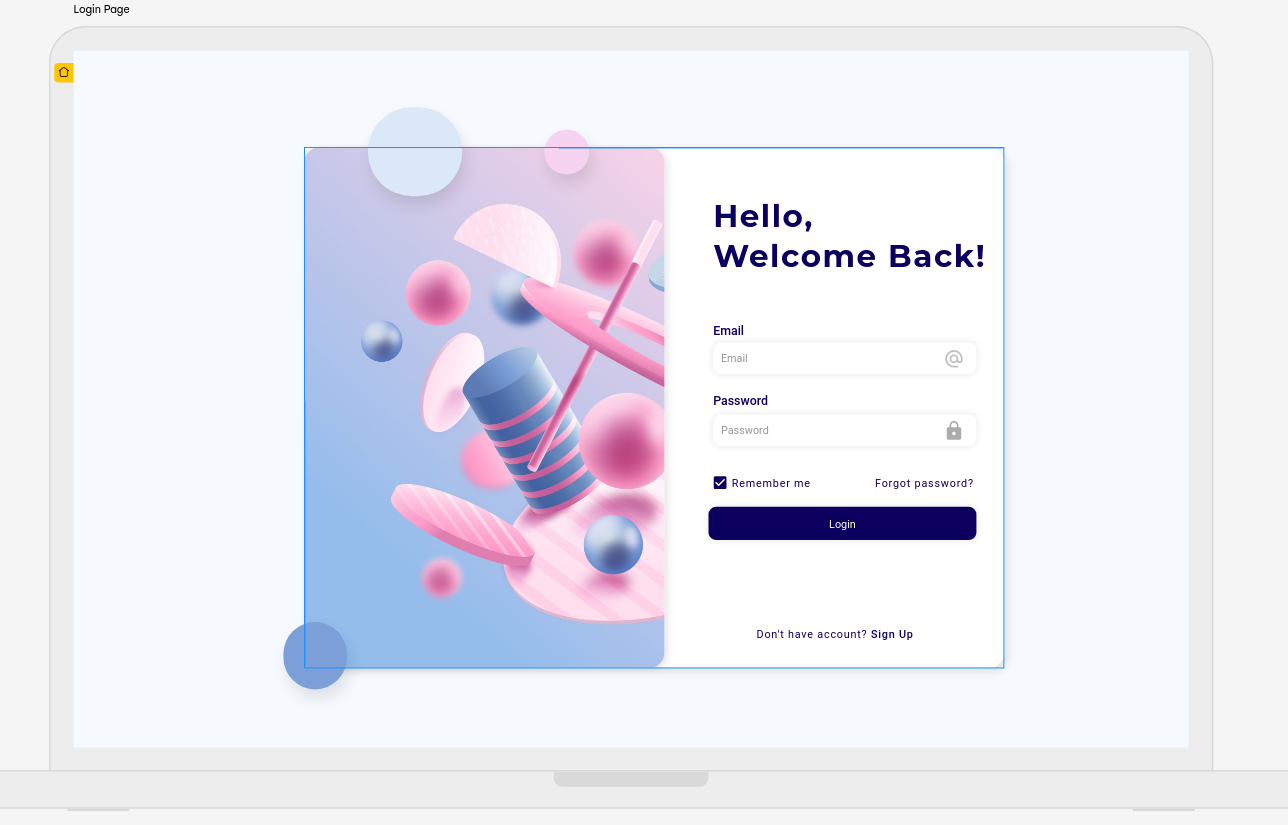 Login Page
Hello,
Welcome Back!
Email
Email
Password
Password
Remember me Forgot password?
Login
Don't have account? Sign Up